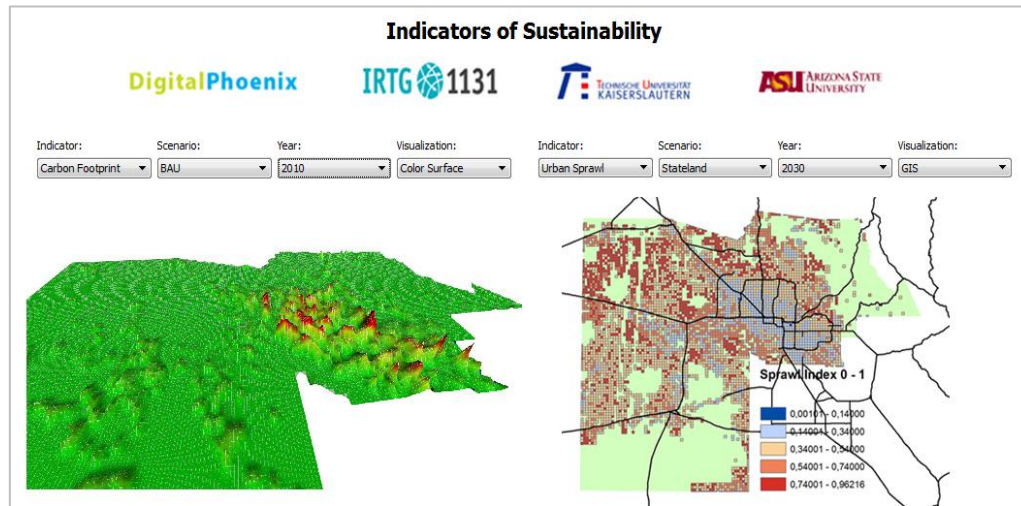 Indicators of Sustainability
DigitalPhoenix
IRTG 1131
TECHNISCHE UNIVERSITÄT
KAISERSLAUTERN
ASU ARIZONA STATE
UNIVERSITY
Indicator: Scenario: Year: Visualization:
Carbon Footprint BAU 2010 Color Surface
Indicator: Scenario: Year: Visualization:
Urban Sprawl Stateland 2030 GIS
Sprawl Index 0 - 1
0,00101 - 0,14000
0,14001 - 0,34000
0,34001 - 0,54000
0,54001 - 0,74000
0,74001 - 0,96216